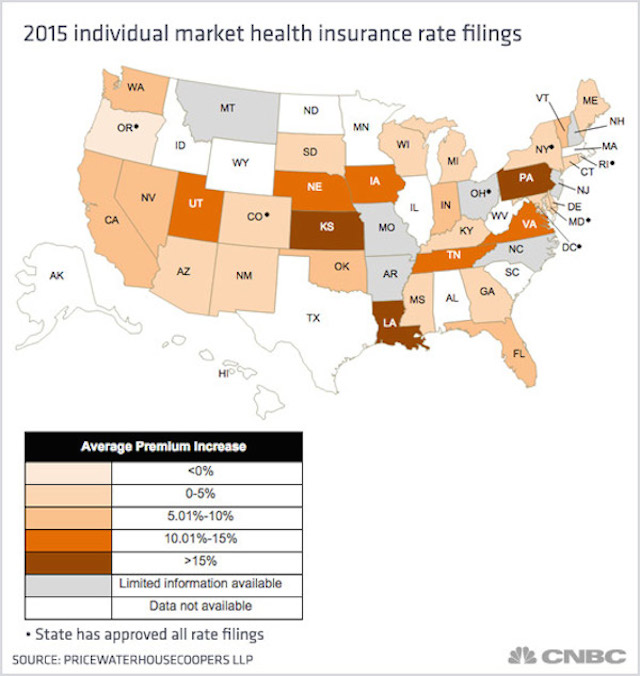 2015 individual market health insurance rate filings
WA
MT
ND
MN
VT
ME
NH
OR•
ID
WY
SD
WI
MI
NY•
MA
RI•
CT
NJ
NV
UT
CO•
NE
IA
IL
IN
OH•
PA
DE
MD•
DC•
CA
KS
MO
KY
WV
VA
AZ
NM
OK
AR
TN
NC
SC
AK
TX
LA
MS
AL
GA
FL
HI
Average Premium Increase
<0%
0-5%
5.01%-10%
10.01%-15%
>15%
Limited information available
Data not available
• State has approved all rate filings
SOURCE: PRICEWATERHOUSECOOPERS LLP
CNBC